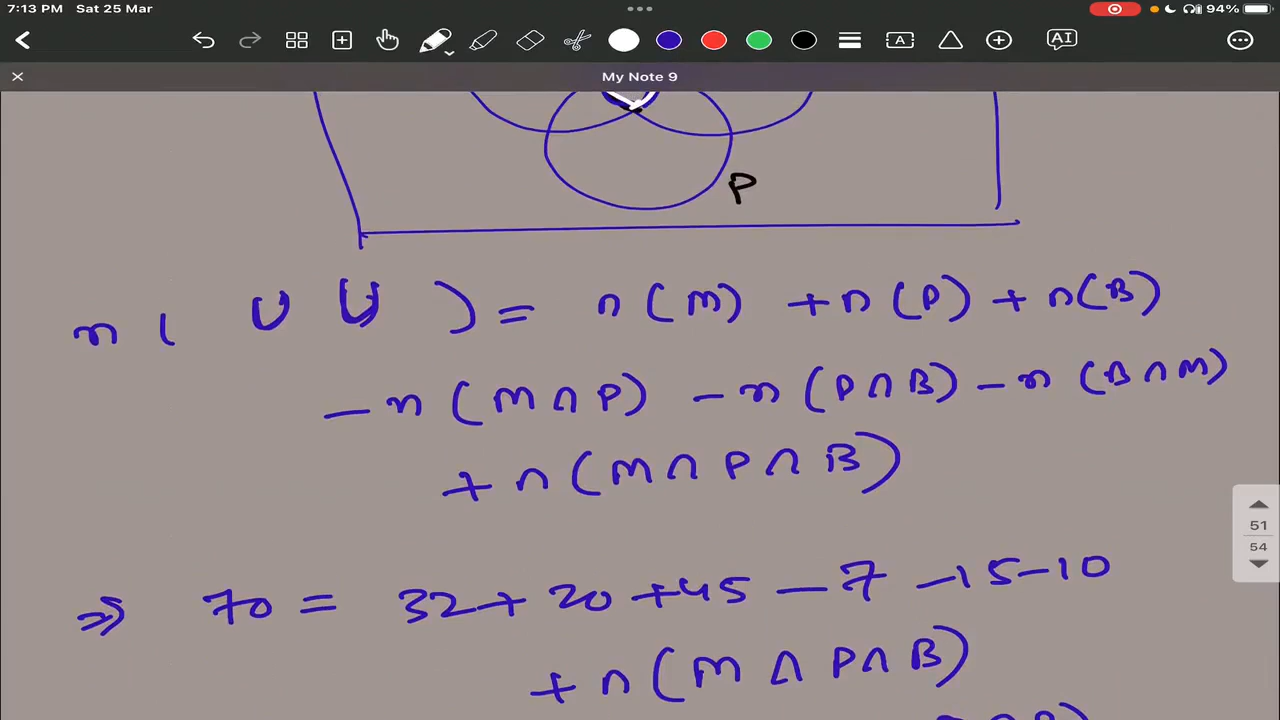 7:13 PM Sat 25 Mar
94%
A
AI
My Note 9
P
n ( ∪ ∪ ) = n (M) + n (P) + n(B)
− n (M ∩ P) − n (P ∩ B) − n (B ∩ M)
+ n (M ∩ P ∩ B)
⇒ 70 = 32 + 20 + 45 − 7 − 15 − 10
+ n (M ∩ P ∩ B)
51
54